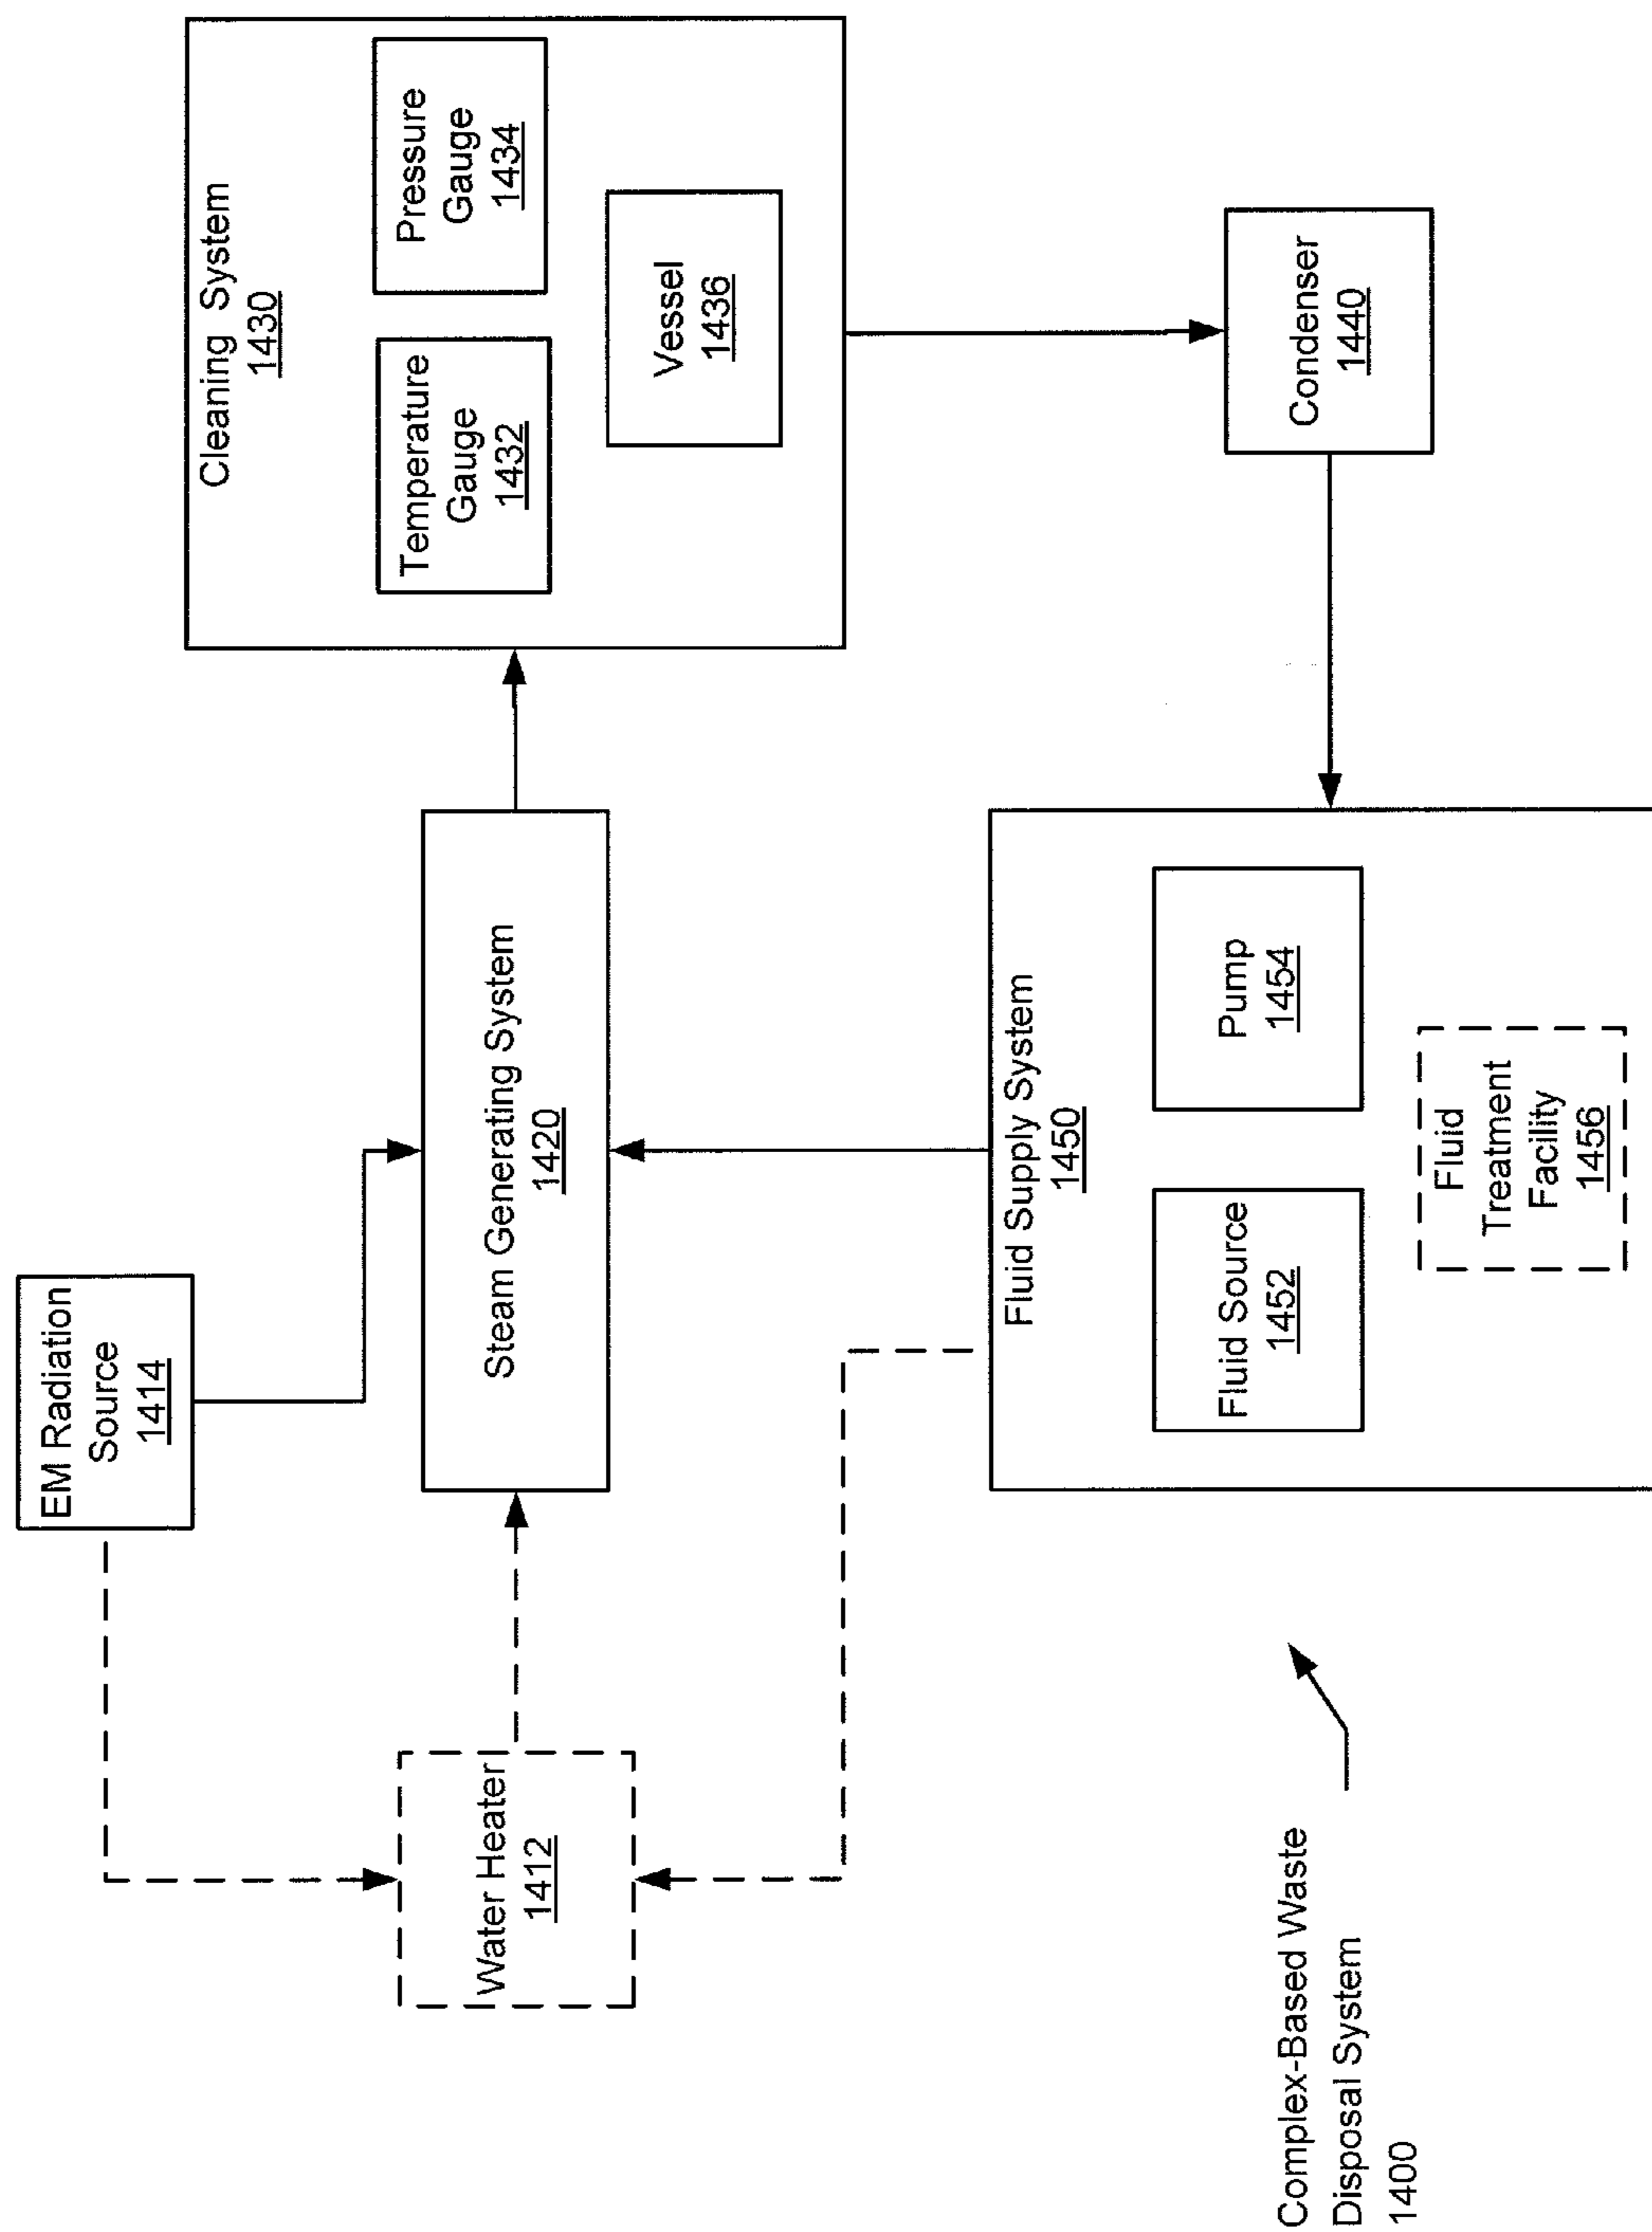 EM Radiation
Source
1414
Water Heater
1412
Steam Generating System
1420
Cleaning System
1430
Temperature
Gauge
1432
Pressure
Gauge
1434
Vessel
1436
Condenser
1440
Fluid Supply System
1450
Fluid Source
1452
Pump
1454
Fluid
Treatment
Facility
1456
Complex-Based Waste
Disposal System
1400